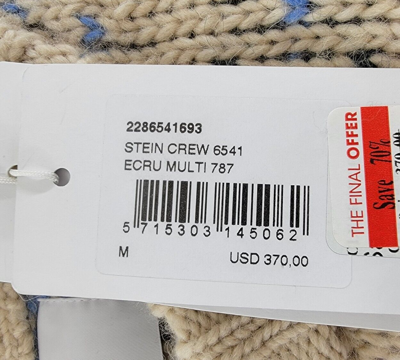 2286541693
STEIN CREW 6541
ECRU MULTI 787
5 715303 145062
M
USD 370,00
THE FINAL OFFER
Save 70%